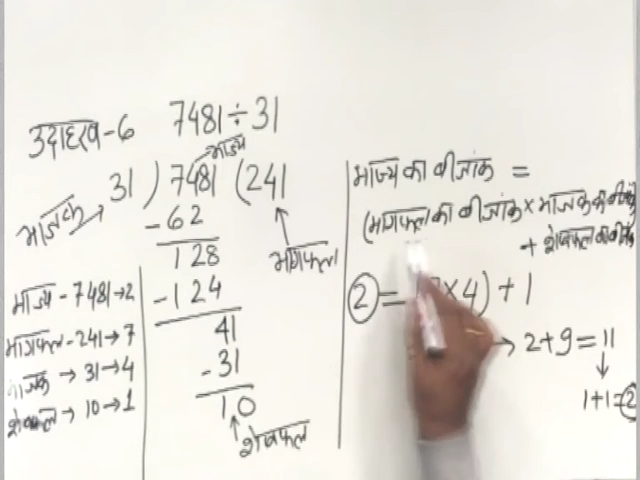 उदाहरण-6 7481÷31
भाज्य
31 ) 7481 ( 241
भाजक
-62
128
भागफल
-124
41
-31
10
शेषफल
भाज्य - 7481→2
भागफल - 241→7
→ 31→4
शेषफल → 10→1
भाज्य का बीजांक =
(भागफल का बीजांक × भाजक का
+ शेषफल का
2 = ×4) + 1
→ 2+9=11
↓
1+1=2